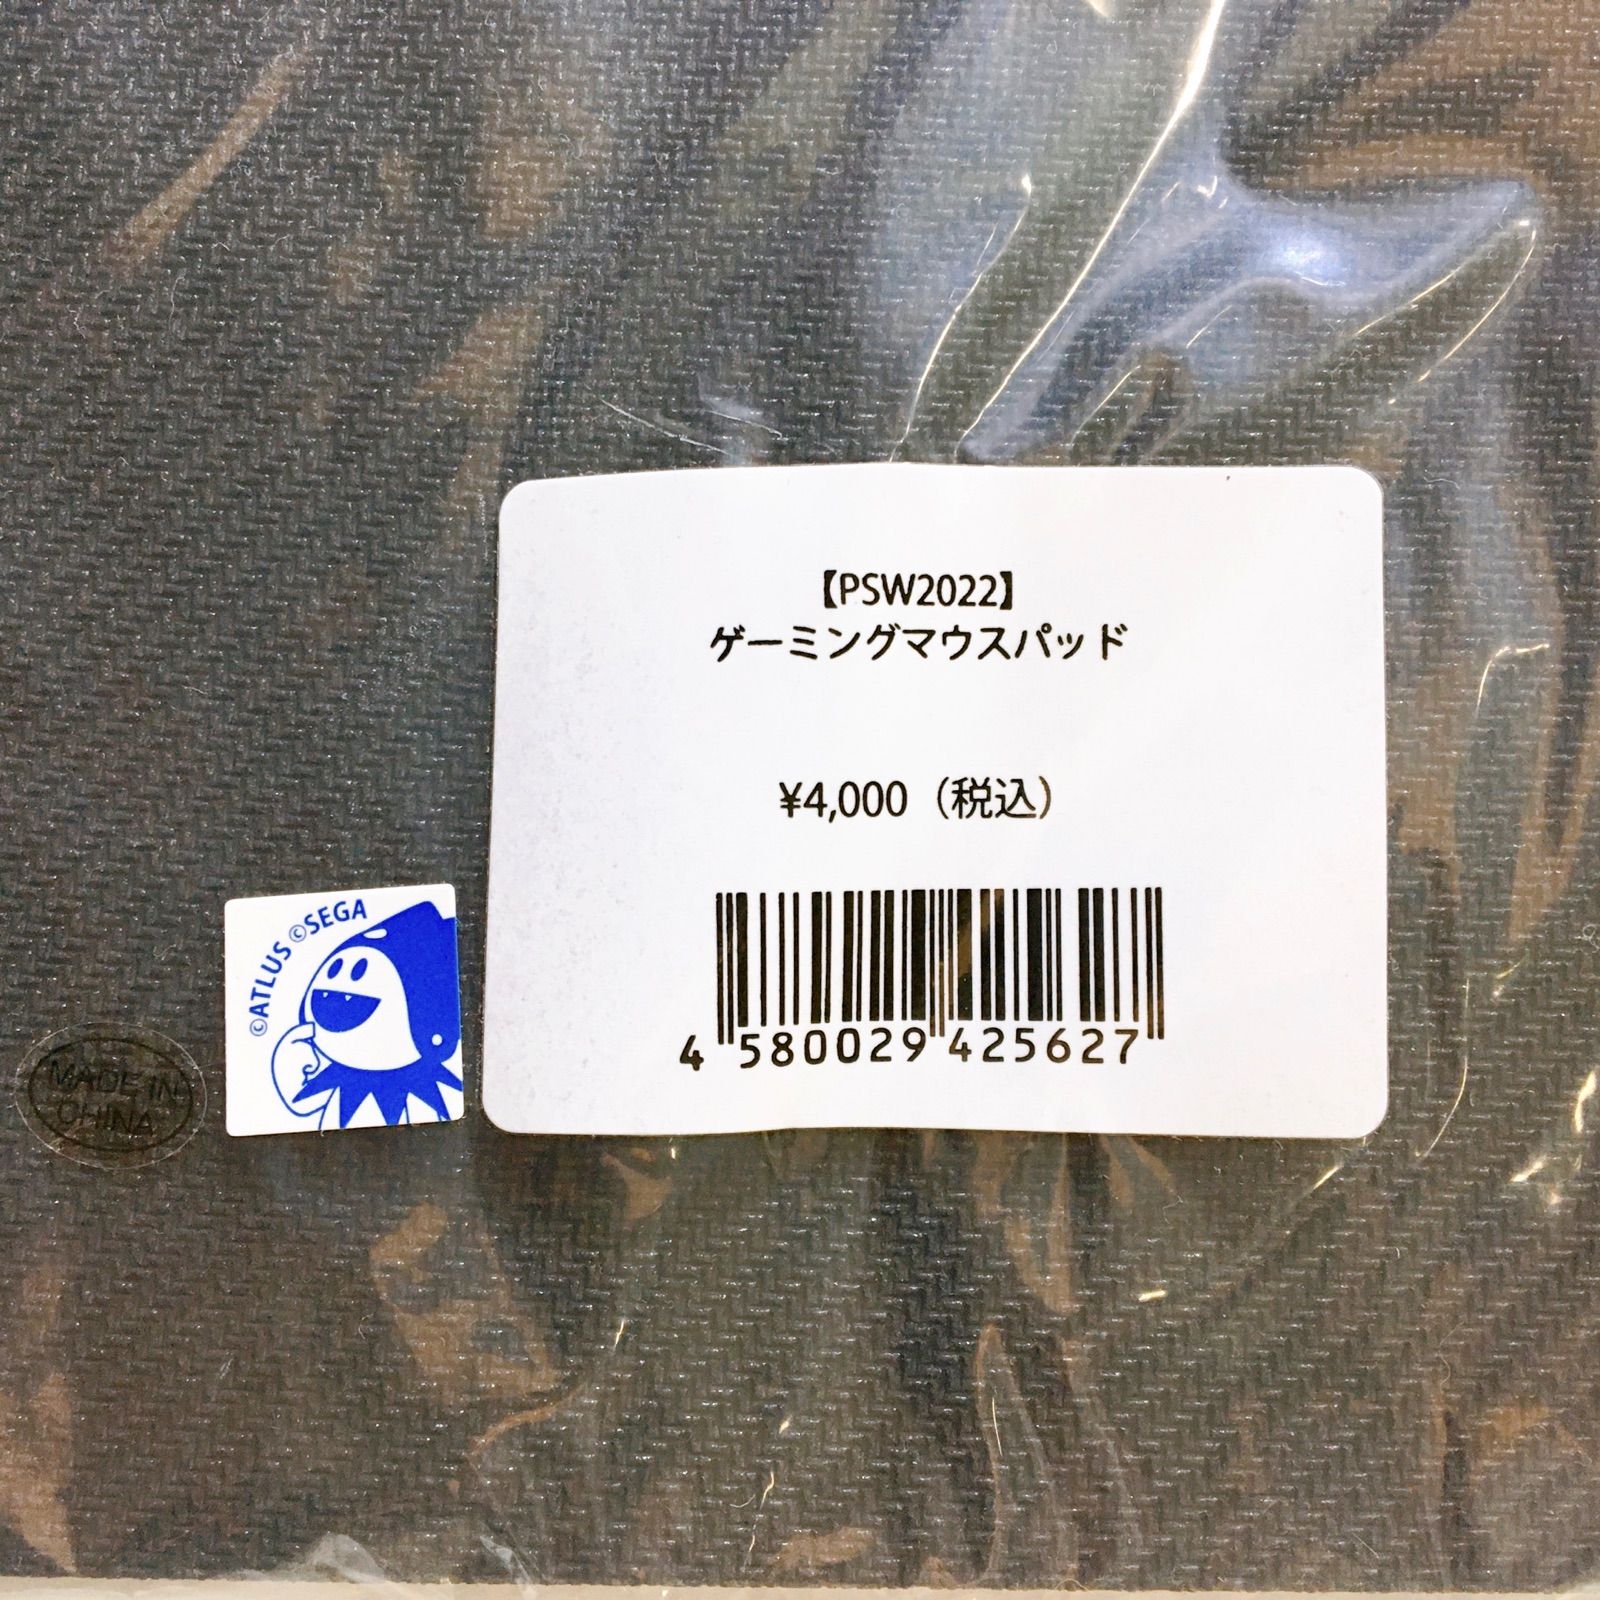 【PSW2022】
ゲーミングマウスパッド
¥4,000（税込）
4 580029 425627
©ATLUS ©SEGA
MADE IN
CHINA